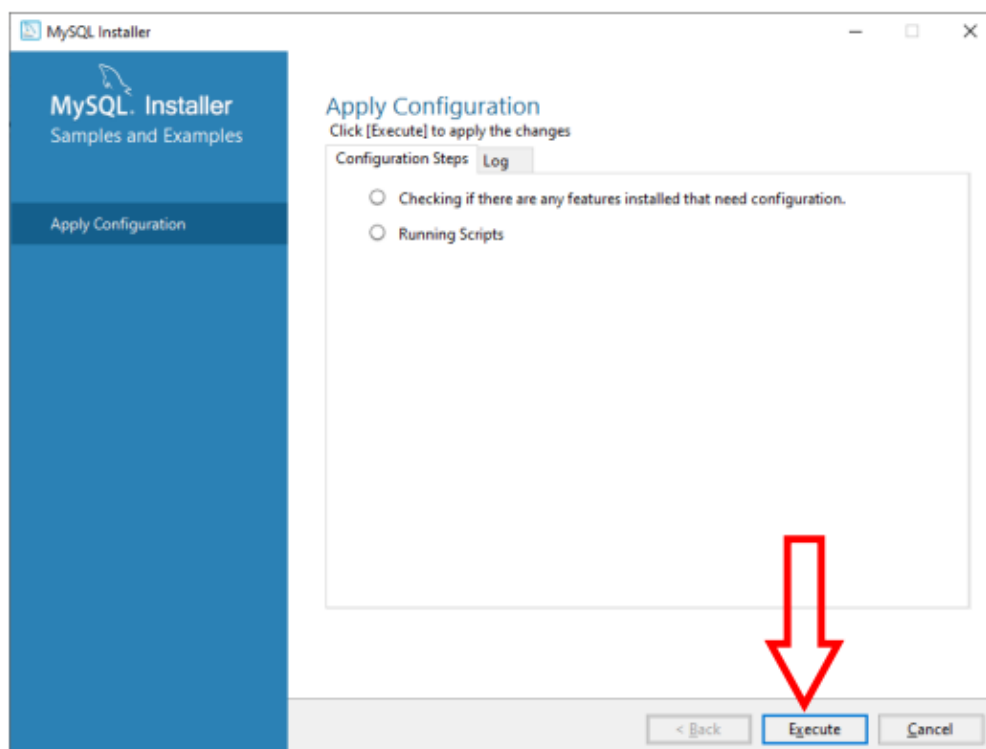 MySQL Installer
MySQL. Installer
Samples and Examples
Apply Configuration
Apply Configuration
Click [Execute] to apply the changes
Configuration Steps Log
Checking if there are any features installed that need configuration.
Running Scripts
< Back Execute Cancel